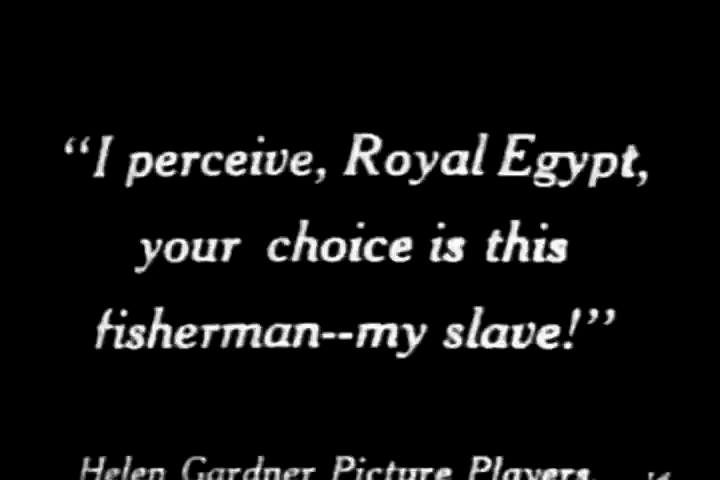 “I perceive, Royal Egypt,
your choice is this
fisherman--my slave!”
Helen Gardner Picture Players.